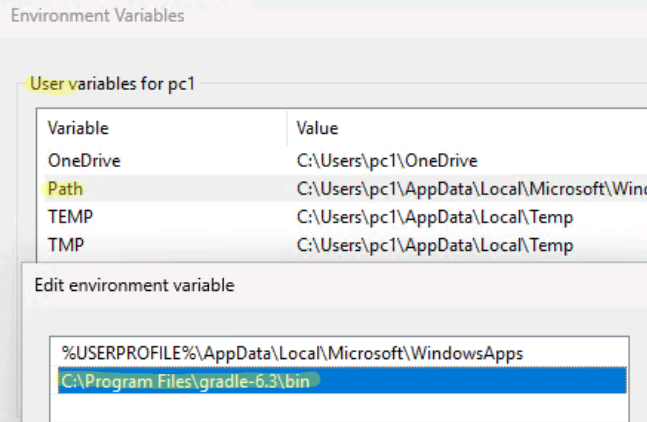 Environment Variables
User variables for pc1
Variable Value
OneDrive C:\Users\pc1\OneDrive
Path C:\Users\pc1\AppData\Local\Microsoft\Win
TEMP C:\Users\pc1\AppData\Local\Temp
TMP C:\Users\pc1\AppData\Local\Temp
Edit environment variable
%USERPROFILE%\AppData\Local\Microsoft\WindowsApps
C:\Program Files\gradle-6.3\bin